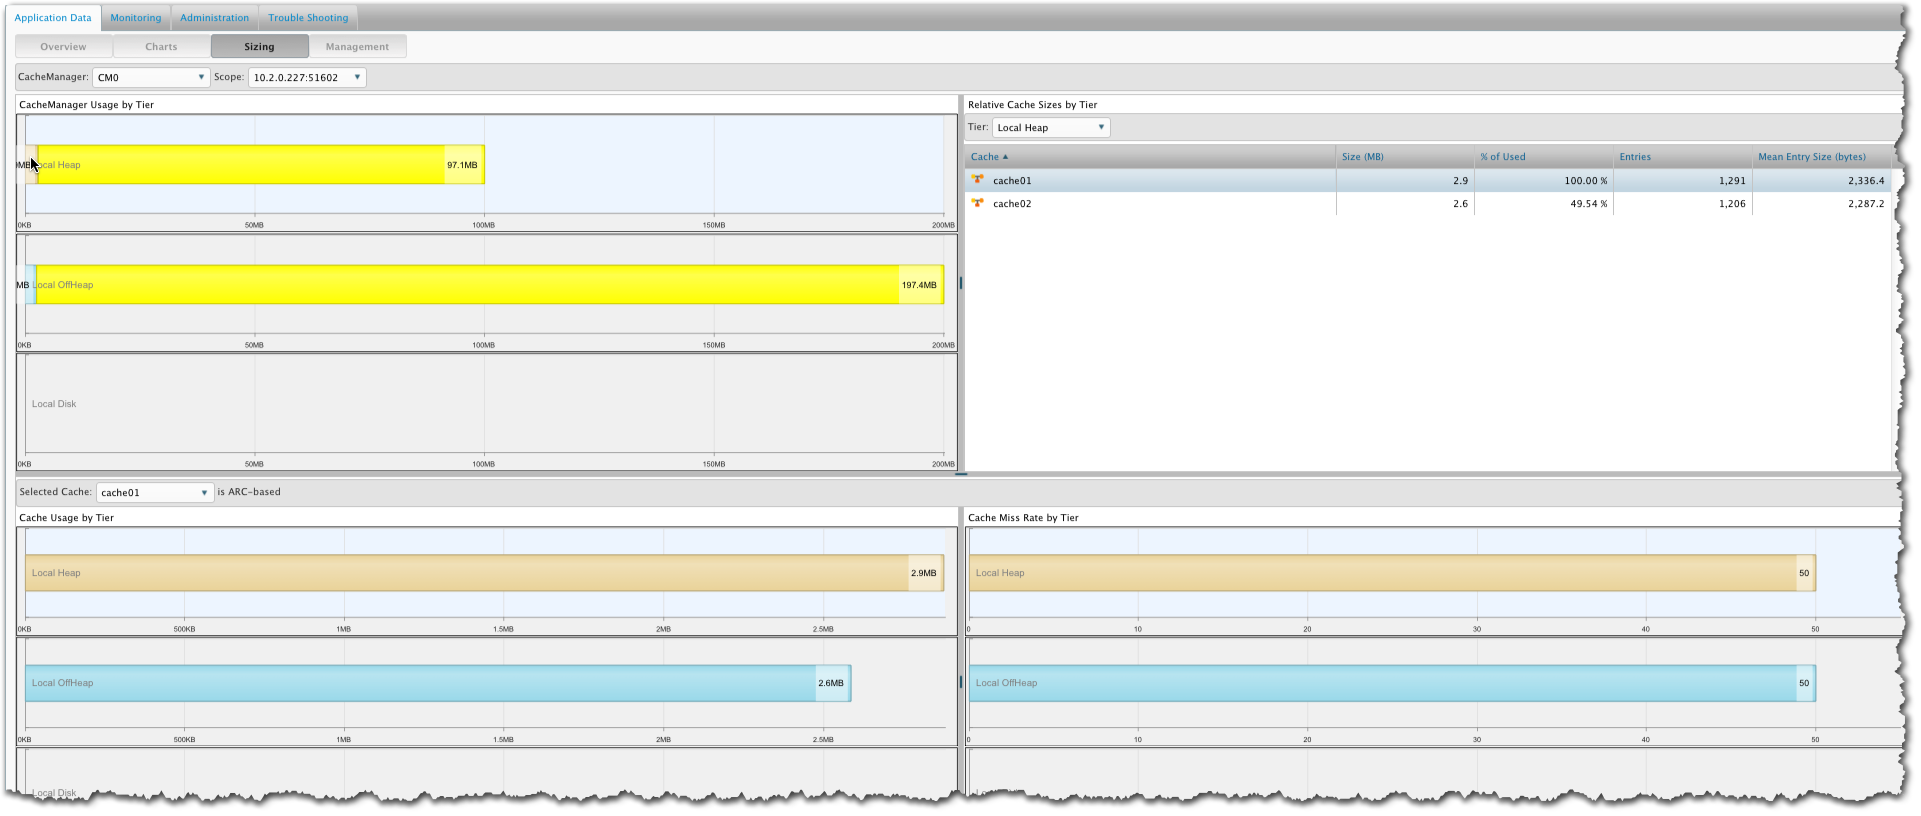 Application Data Monitoring Administration Trouble Shooting
Overview Charts Sizing Management
CacheManager: CM0 Scope: 10.2.0.227:51602
CacheManager Usage by Tier
MB ocal Heap 97.1MB
0KB 50MB 100MB 150MB 200MB
MB Local OffHeap 197.4MB
0KB 50MB 100MB 150MB 200MB
Local Disk
0KB 50MB 100MB 150MB 200MB
Relative Cache Sizes by Tier
Tier: Local Heap
Cache Size (MB) % of Used Entries Mean Entry Size (bytes)
cache01 2.9 100.00 % 1,291 2,336.4
cache02 2.6 49.54 % 1,206 2,287.2
Selected Cache: cache01 is ARC-based
Cache Usage by Tier
Local Heap 2.9MB
0KB 500KB 1MB 1.5MB 2MB 2.5MB
Local OffHeap 2.6MB
0KB 500KB 1MB 1.5MB 2MB 2.5MB
Local Disk
Cache Miss Rate by Tier
Local Heap 50
0 10 20 30 40 50
Local OffHeap 50
0 10 20 30 40 50